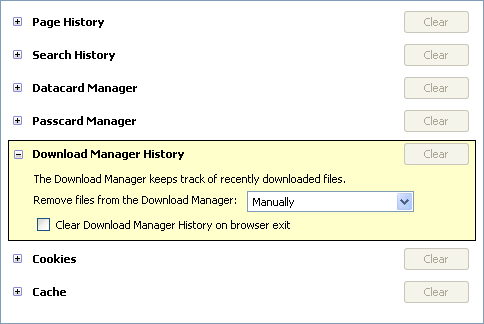 Page History Clear
Search History Clear
Datacard Manager Clear
Passcard Manager Clear
Download Manager History Clear
The Download Manager keeps track of recently downloaded files.
Remove files from the Download Manager: Manually
Clear Download Manager History on browser exit
Cookies Clear
Cache Clear